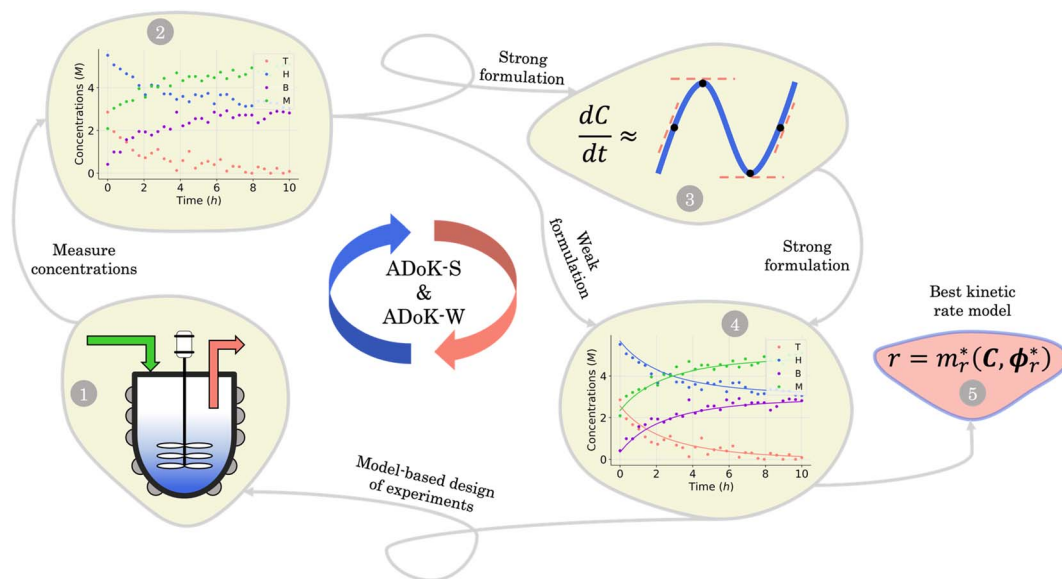 2
Concentrations (M)
4
2
0
T
H
B
M
0 2 4 6 8 10
Time (h)
Strong
formulation
dC/dt ≈
3
Measure
concentrations
ADoK-S
&
ADoK-W
Weak
formulation
Strong
formulation
1
4
Concentrations (M)
4
2
0
T
H
B
M
0 2 4 6 8 10
Time (h)
Best kinetic
rate model
r = m*ᵣ(C, ϕ*ᵣ)
5
Model-based design
of experiments